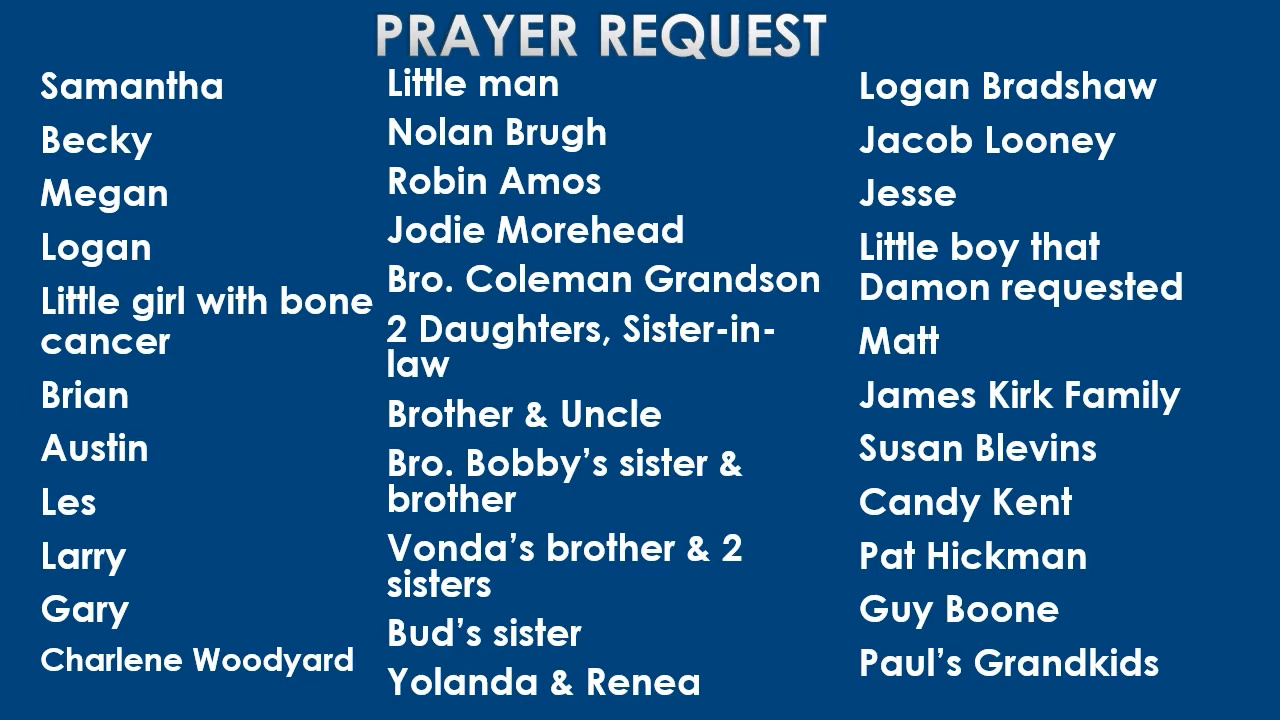 PRAYER REQUEST
Samantha
Becky
Megan
Logan
Little girl with bone
cancer
Brian
Austin
Les
Larry
Gary
Charlene Woodyard
Little man
Nolan Brugh
Robin Amos
Jodie Morehead
Bro. Coleman Grandson
2 Daughters, Sister-in-
law
Brother & Uncle
Bro. Bobby’s sister &
brother
Vonda’s brother & 2
sisters
Bud’s sister
Yolanda & Renea
Logan Bradshaw
Jacob Looney
Jesse
Little boy that
Damon requested
Matt
James Kirk Family
Susan Blevins
Candy Kent
Pat Hickman
Guy Boone
Paul’s Grandkids